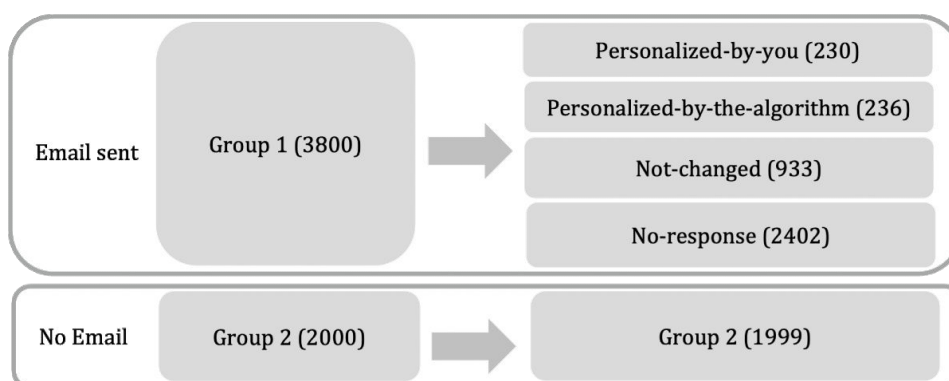 Email sent
Group 1 (3800)
Personalized-by-you (230)
Personalized-by-the-algorithm (236)
Not-changed (933)
No-response (2402)
No Email
Group 2 (2000)
Group 2 (1999)